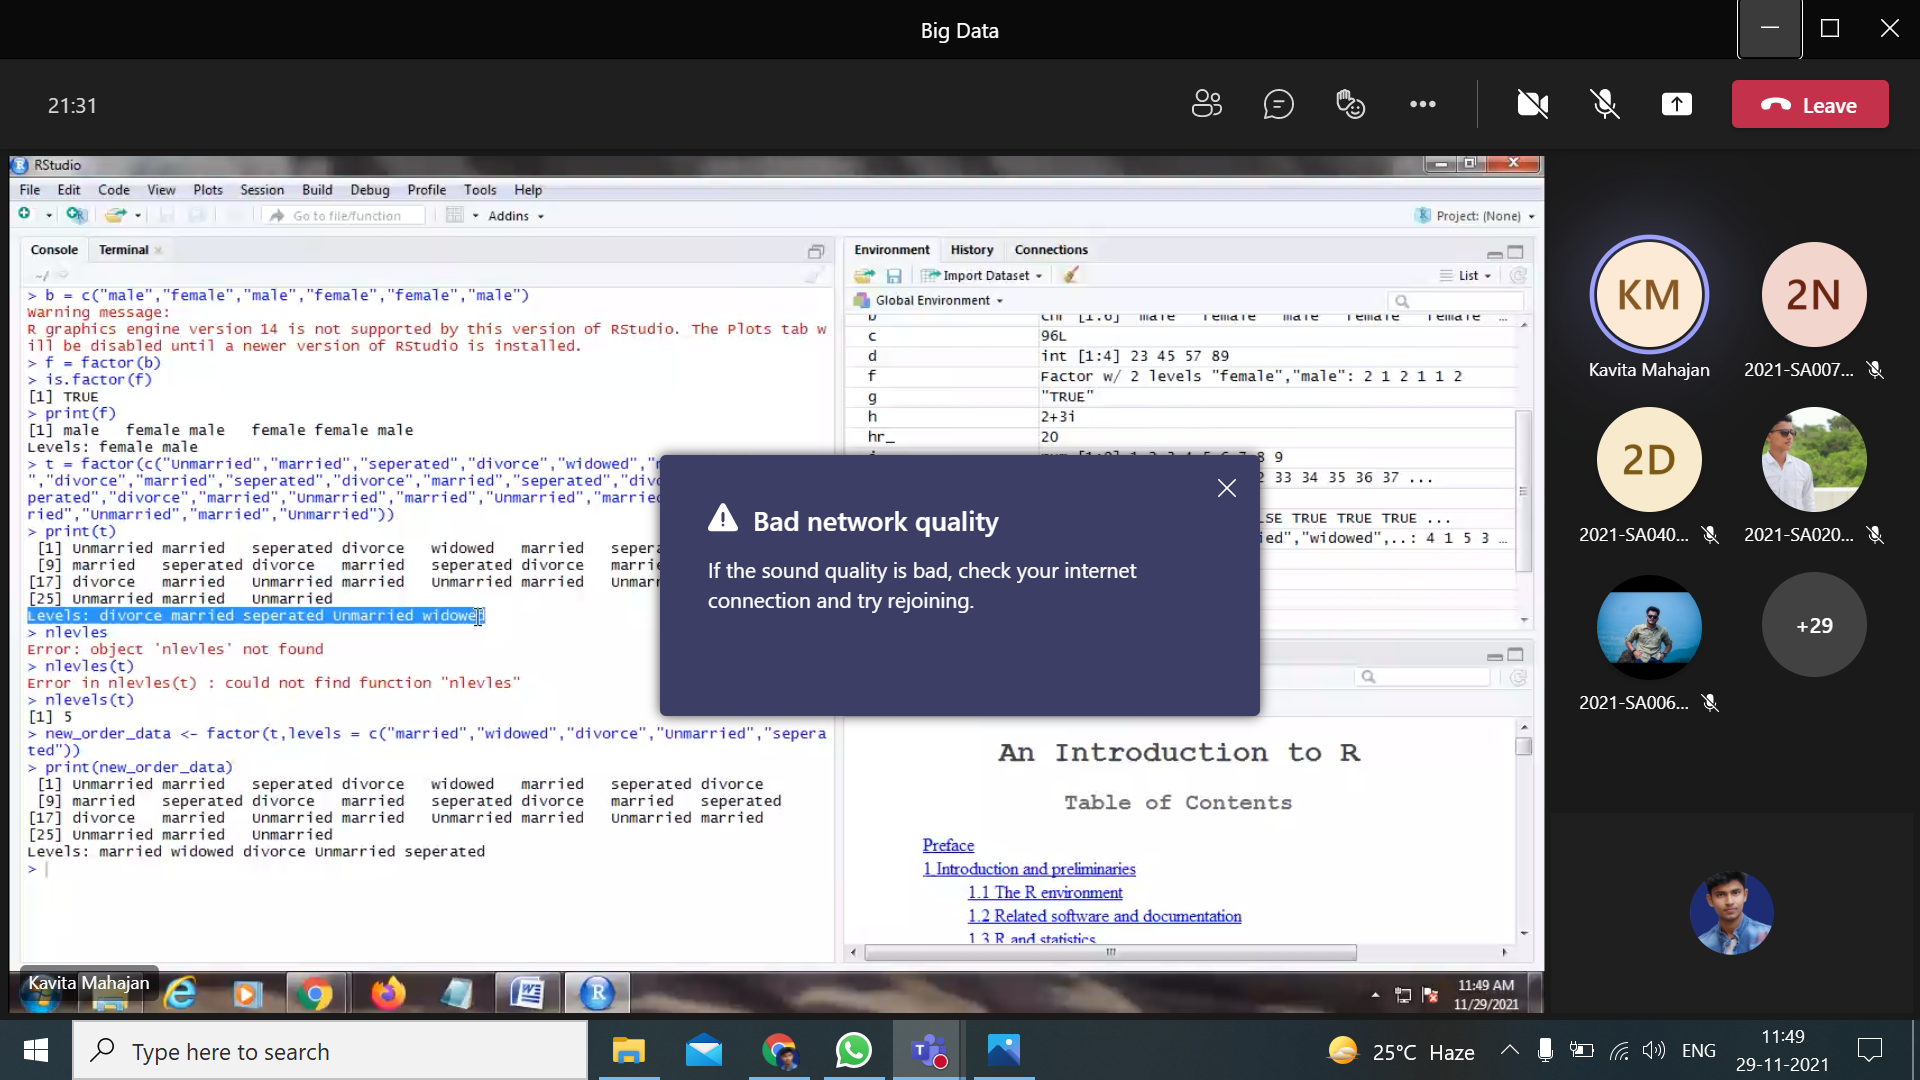 Big Data
21:31
Leave
RStudio
File Edit Code View Plots Session Build Debug Profile Tools Help
Go to file/function
Addins
Project: (None)
Console Terminal
~/
> b = c("male","female","male","female","female","male")
Warning message:
R graphics engine version 14 is not supported by this version of RStudio. The Plots tab w
ill be disabled until a newer version of RStudio is installed.
> f = factor(b)
> is.factor(f)
[1] TRUE
> print(f)
[1] male female male female female male
Levels: female male
> t = factor(c("Unmarried","married","seperated","divorce","widowed","
","divorce","married","seperated","divorce","married","seperated","divor
perated","divorce","married","Unmarried","married","Unmarried","married
ried","Unmarried","married","Unmarried"))
> print(t)
[1] Unmarried married seperated divorce widowed married sepera
[9] married seperated divorce married seperated divorce marrie
[17] divorce married Unmarried married Unmarried married Unmarr
[25] Unmarried married Unmarried
Levels: divorce married seperated Unmarried widowed
> nlevles
Error: object 'nlevles' not found
> nlevles(t)
Error in nlevles(t) : could not find function "nlevles"
> nlevels(t)
[1] 5
> new_order_data <- factor(t,levels = c("married","widowed","divorce","Unmarried","sepera
ted"))
> print(new_order_data)
[1] Unmarried married seperated divorce widowed married seperated divorce
[9] married seperated divorce married seperated divorce married seperated
[17] divorce married Unmarried married Unmarried married Unmarried married
[25] Unmarried married Unmarried
Levels: married widowed divorce Unmarried seperated
>
Environment History Connections
Import Dataset
List
Global Environment
b chr [1:6] "male" "female" "male" "female" "female" ...
c 96L
d int [1:4] 23 45 57 89
f Factor w/ 2 levels "female","male": 2 1 2 1 1 2
g "TRUE"
h 2+3i
hr_ 20
8 9
33 34 35 36 37 ...
LSE TRUE TRUE TRUE ...
ied","widowed",..: 4 1 5 3 ...
Bad network quality
If the sound quality is bad, check your internet
connection and try rejoining.
An Introduction to R
Table of Contents
Preface
1 Introduction and preliminaries
1.1 The R environment
1.2 Related software and documentation
1.3 R and statistics
Kavita Mahajan
11:49 AM
11/29/2021
KM
Kavita Mahajan
2N
2021-SA007...
2D
2021-SA040...
2021-SA020...
2021-SA006...
+29
Type here to search
25°C Haze
ENG
11:49
29-11-2021